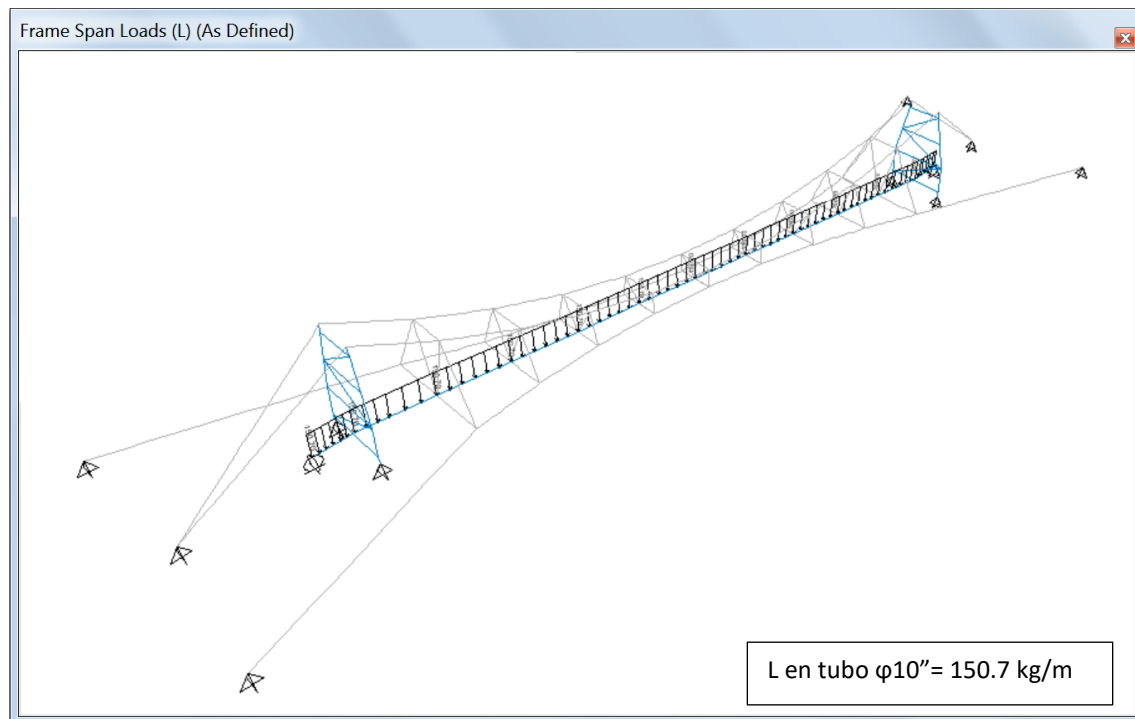 Frame Span Loads (L) (As Defined)
L en tubo φ10”= 150.7 kg/m